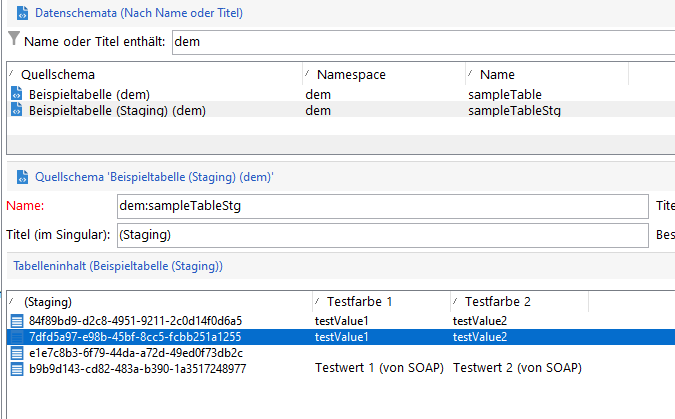 Datenschemata (Nach Name oder Titel)
Name oder Titel enthält: dem
Quellschema Namespace Name
Beispieltabelle (dem) dem sampleTable
Beispieltabelle (Staging) (dem) dem sampleTableStg
Quellschema 'Beispieltabelle (Staging) (dem)'
Name: dem:sampleTableStg Tite
Titel (im Singular): (Staging) Bes
Tabelleninhalt (Beispieltabelle (Staging))
(Staging) Testfarbe 1 Testfarbe 2
84f89bd9-d2c8-4951-9211-2c0d14f0d6a5 testValue1 testValue2
7dfd5a97-e98b-45bf-8cc5-fcbb251a1255 testValue1 testValue2
e1e7c8b3-6f79-44da-a72d-49ed0f73db2c
b9b9d143-cd82-483a-b390-1a3517248977 Testwert 1 (von SOAP) Testwert 2 (von SOAP)